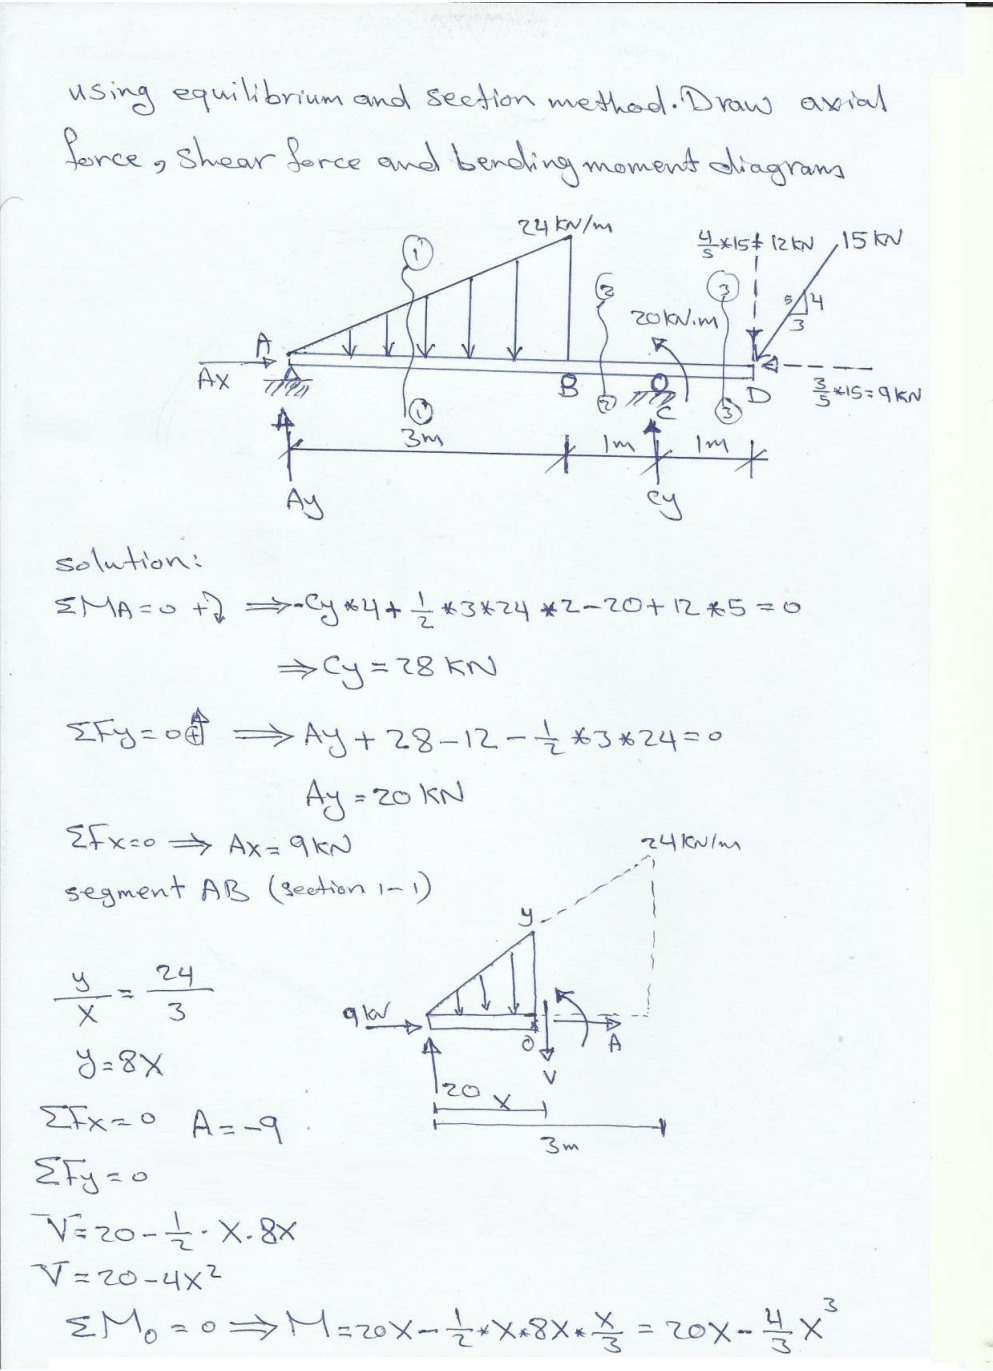 using equilibrium and section method. Draw axial
force, shear force and bending moment diagrams
24 KN/m
4/5 * 15 = 12 KN
15 KN
1
2
3
5
4
3
20 KN.m
A
Ax
B
C
D
3/5 * 15 = 9 KN
1
2
3
3m
1m
1m
Ay
Cy
solution:
ΣMA = 0 +⤵ ⇒ -Cy * 4 + 1/2 * 3 * 24 * 2 - 20 + 12 * 5 = 0
⇒ Cy = 28 KN
ΣFy = 0 ⊕↑ ⇒ Ay + 28 - 12 - 1/2 * 3 * 24 = 0
Ay = 20 KN
ΣFx = 0 ⇒ Ax = 9 KN
24 KN/m
segment AB (section 1-1)
y
y/x = 24/3
9 KN
O
A
V
y = 8x
20
x
ΣFx = 0 A = -9
3m
ΣFy = 0
V = 20 - 1/2 . x . 8x
V = 20 - 4x²
ΣMo = 0 ⇒ M = 20x - 1/2 * x * 8x * x/3 = 20x - 4/3 x³